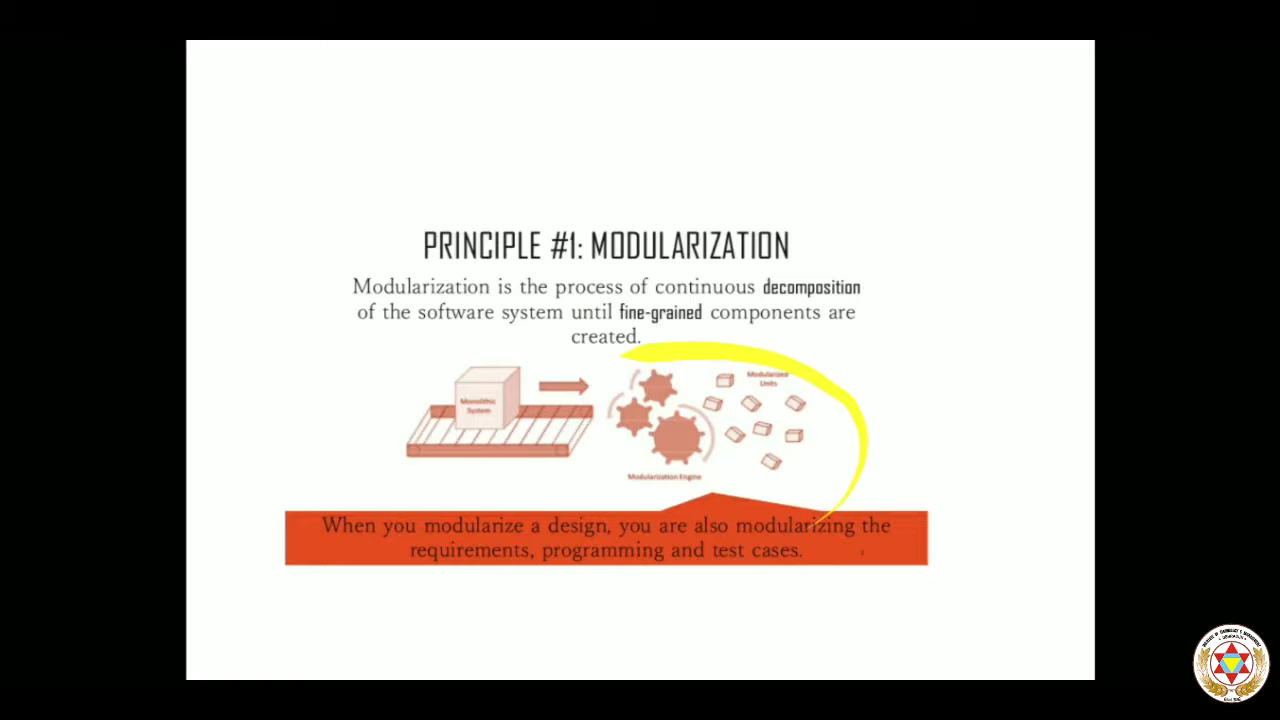 PRINCIPLE #1: MODULARIZATION
Modularization is the process of continuous decomposition
of the software system until fine-grained components are
created.
Modularized
Units
Monolithic
System
Modularization Engine
When you modularize a design, you are also modularizing the
requirements, programming and test cases.